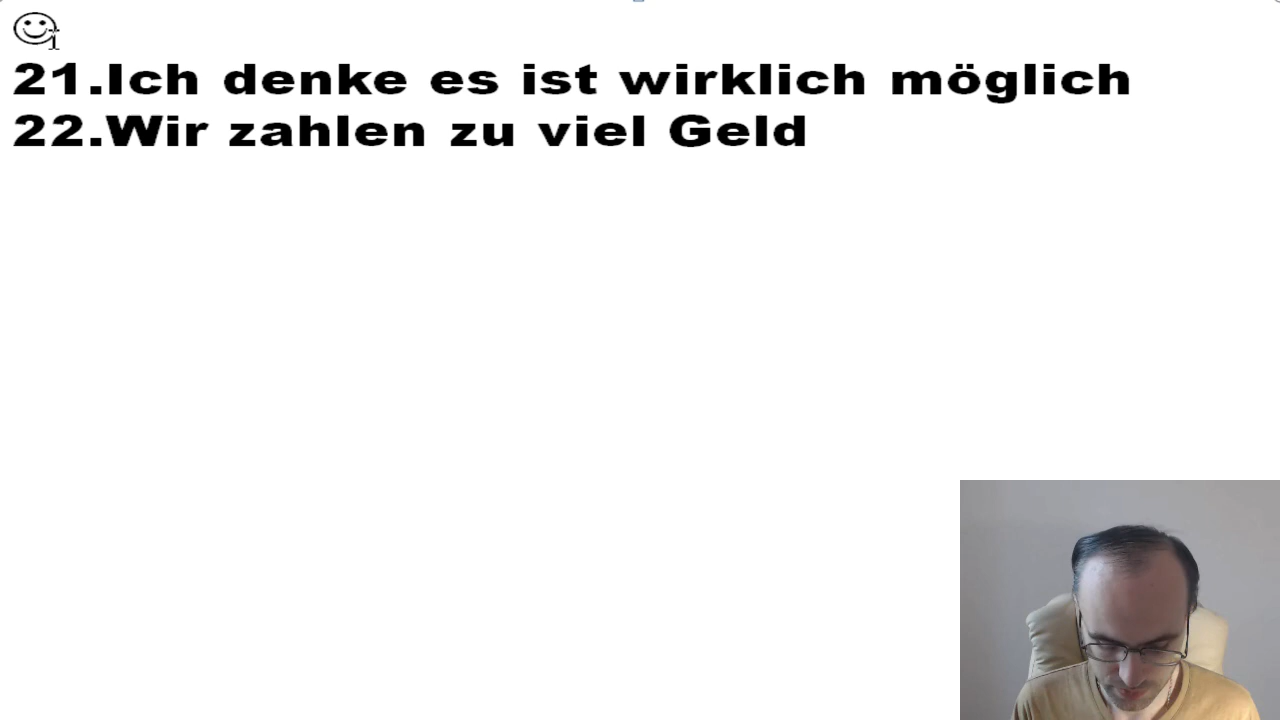 21.Ich denke es ist wirklich möglich
22.Wir zahlen zu viel Geld